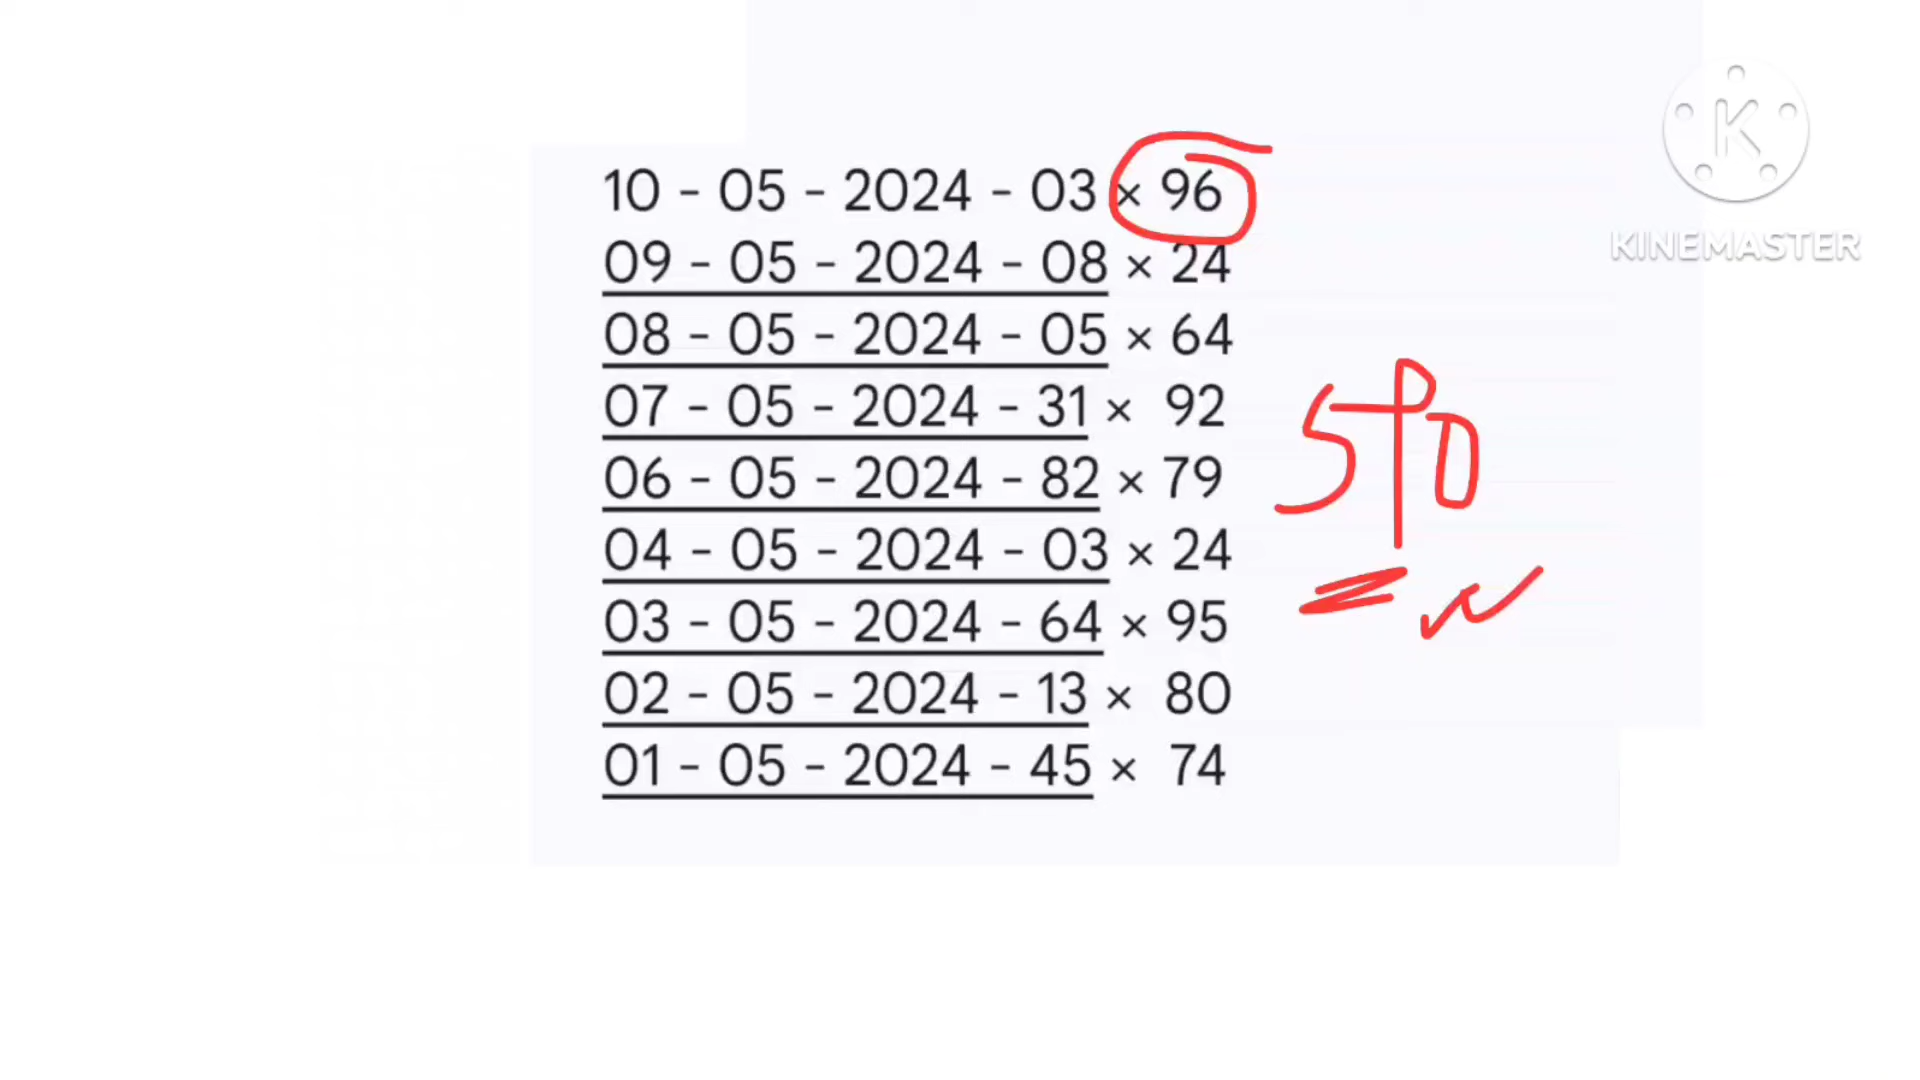 10 - 05 - 2024 - 03 × 96
09 - 05 - 2024 - 08 × 24
08 - 05 - 2024 - 05 × 64
07 - 05 - 2024 - 31 × 92
06 - 05 - 2024 - 82 × 79
04 - 05 - 2024 - 03 × 24
03 - 05 - 2024 - 64 × 95
02 - 05 - 2024 - 13 × 80
01 - 05 - 2024 - 45 × 74
K
KINEMASTER